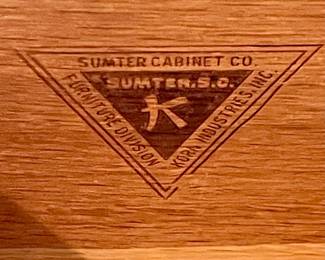 SUMTER CABINET CO.
SUMTER, S.C.
K
FURNITURE DIVISION
KORN INDUSTRIES, INC.